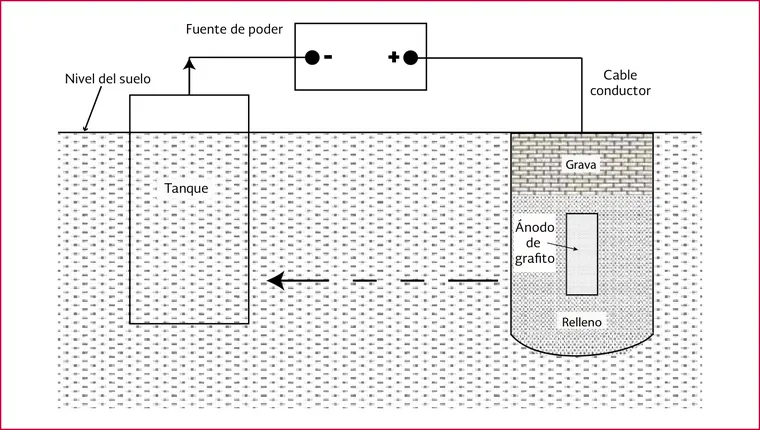 Fuente de poder
- +
Nivel del suelo
Cable
conductor
Tanque
Grava
Ánodo
de
grafito
Relleno